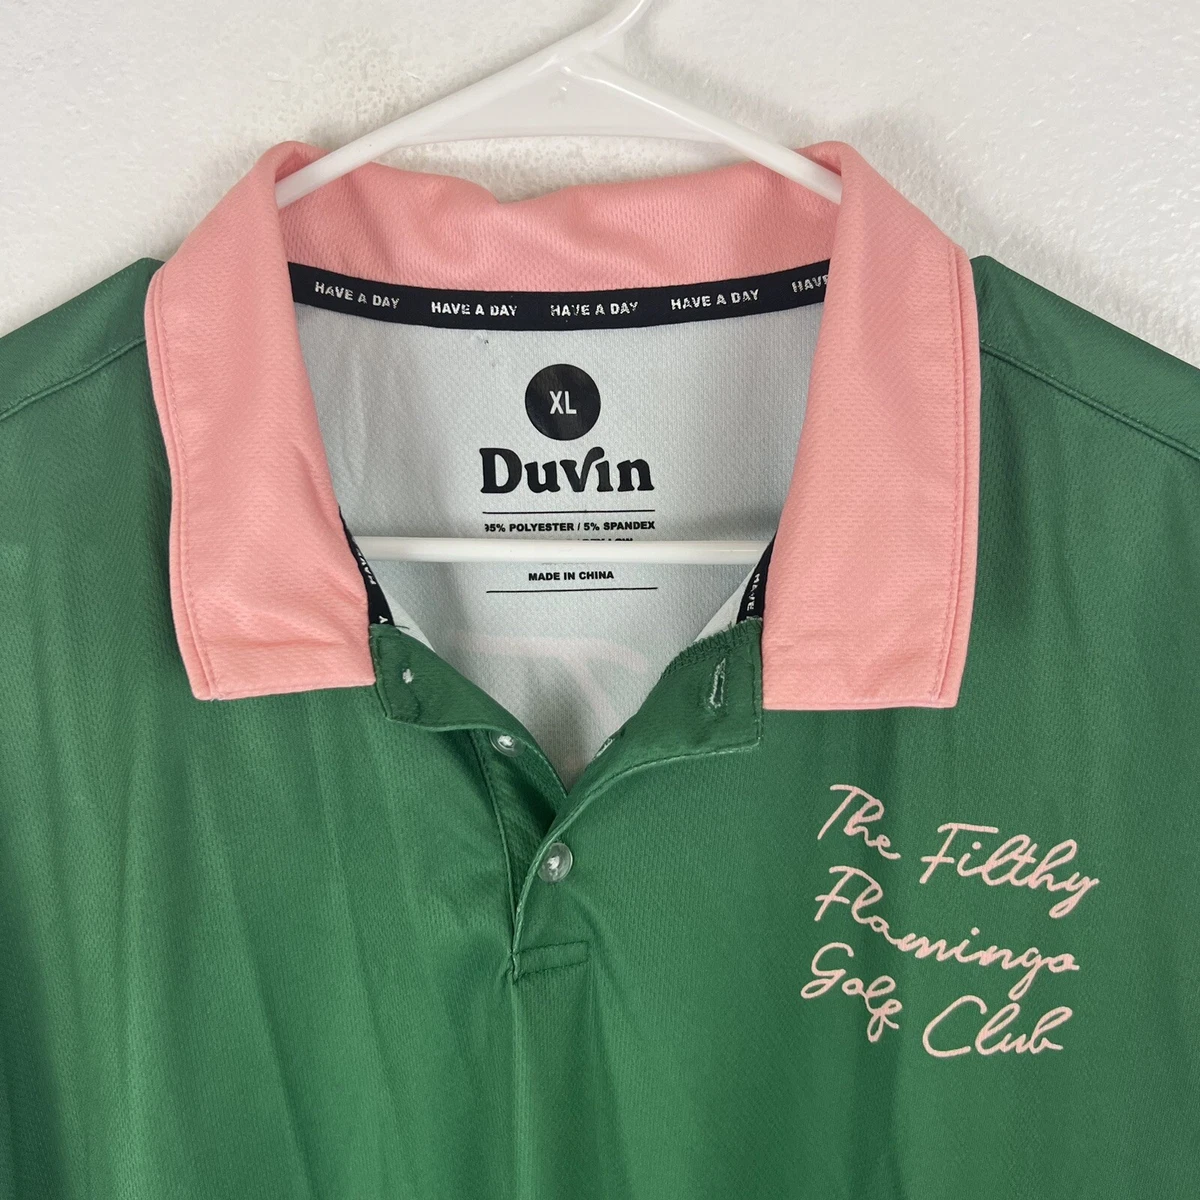 HAVE A DAY HAVE A DAY HAVE A DAY HAVE A DAY HAVE
XL
Duvin
95% POLYESTER / 5% SPANDEX
MADE IN CHINA
HAVE
The Filthy
Flamingo
Golf Club